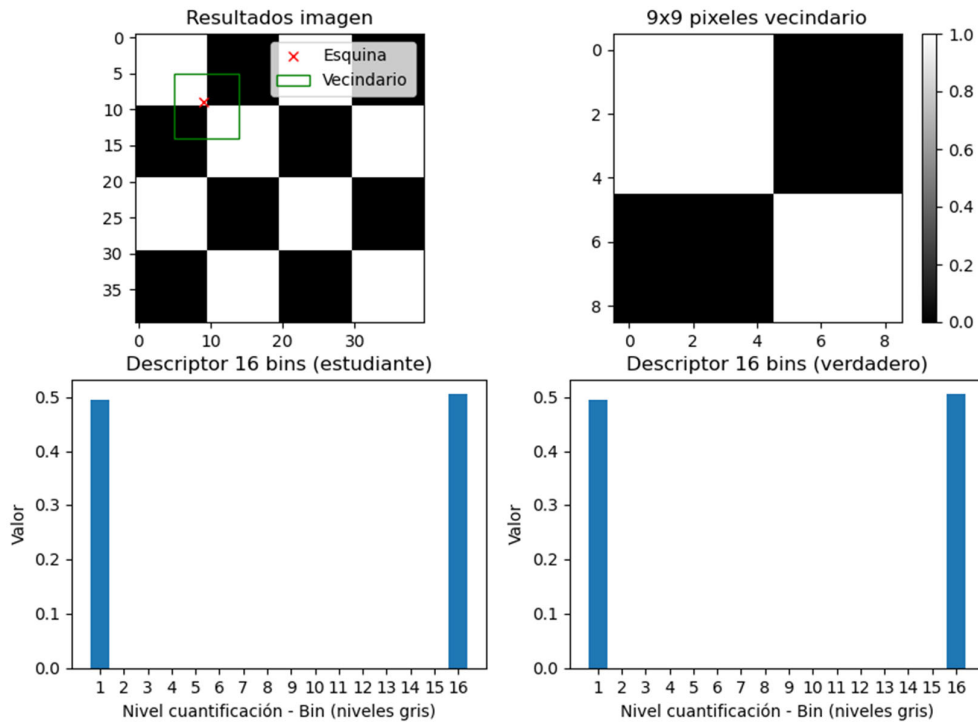 Resultados imagen
Esquina
Vecindario
0
5
10
15
20
25
30
35
0 10 20 30
9x9 pixeles vecindario
0
2
4
6
8
0 2 4 6 8
1.0
0.8
0.6
0.4
0.2
0.0
Descriptor 16 bins (estudiante)
0.5
0.4
0.3
0.2
0.1
0.0
Valor
1 2 3 4 5 6 7 8 9 10 11 12 13 14 15 16
Nivel cuantificación - Bin (niveles gris)
Descriptor 16 bins (verdadero)
0.5
0.4
0.3
0.2
0.1
0.0
Valor
1 2 3 4 5 6 7 8 9 10 11 12 13 14 15 16
Nivel cuantificación - Bin (niveles gris)